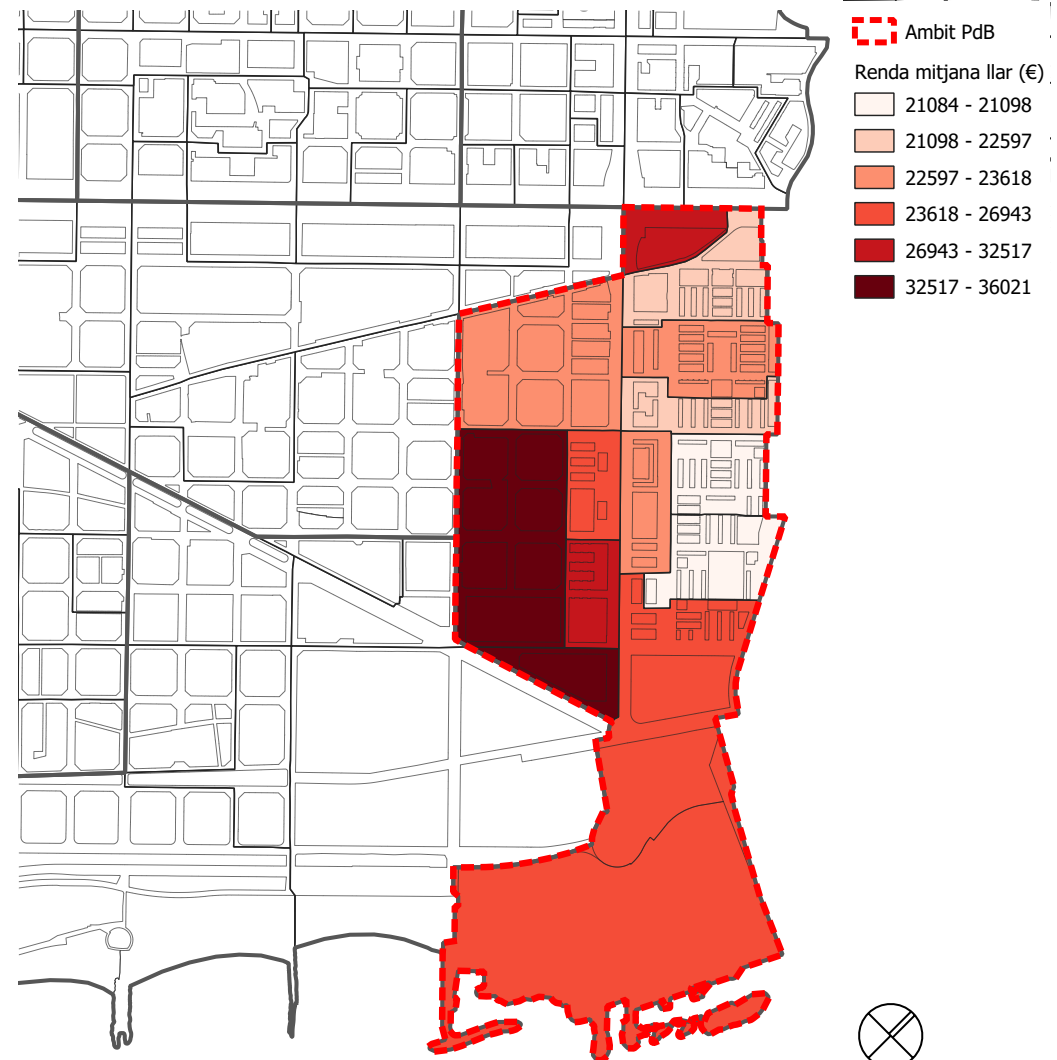 Ambit PdB
Renda mitjana llar (€)
21084 - 21098
21098 - 22597
22597 - 23618
23618 - 26943
26943 - 32517
32517 - 36021